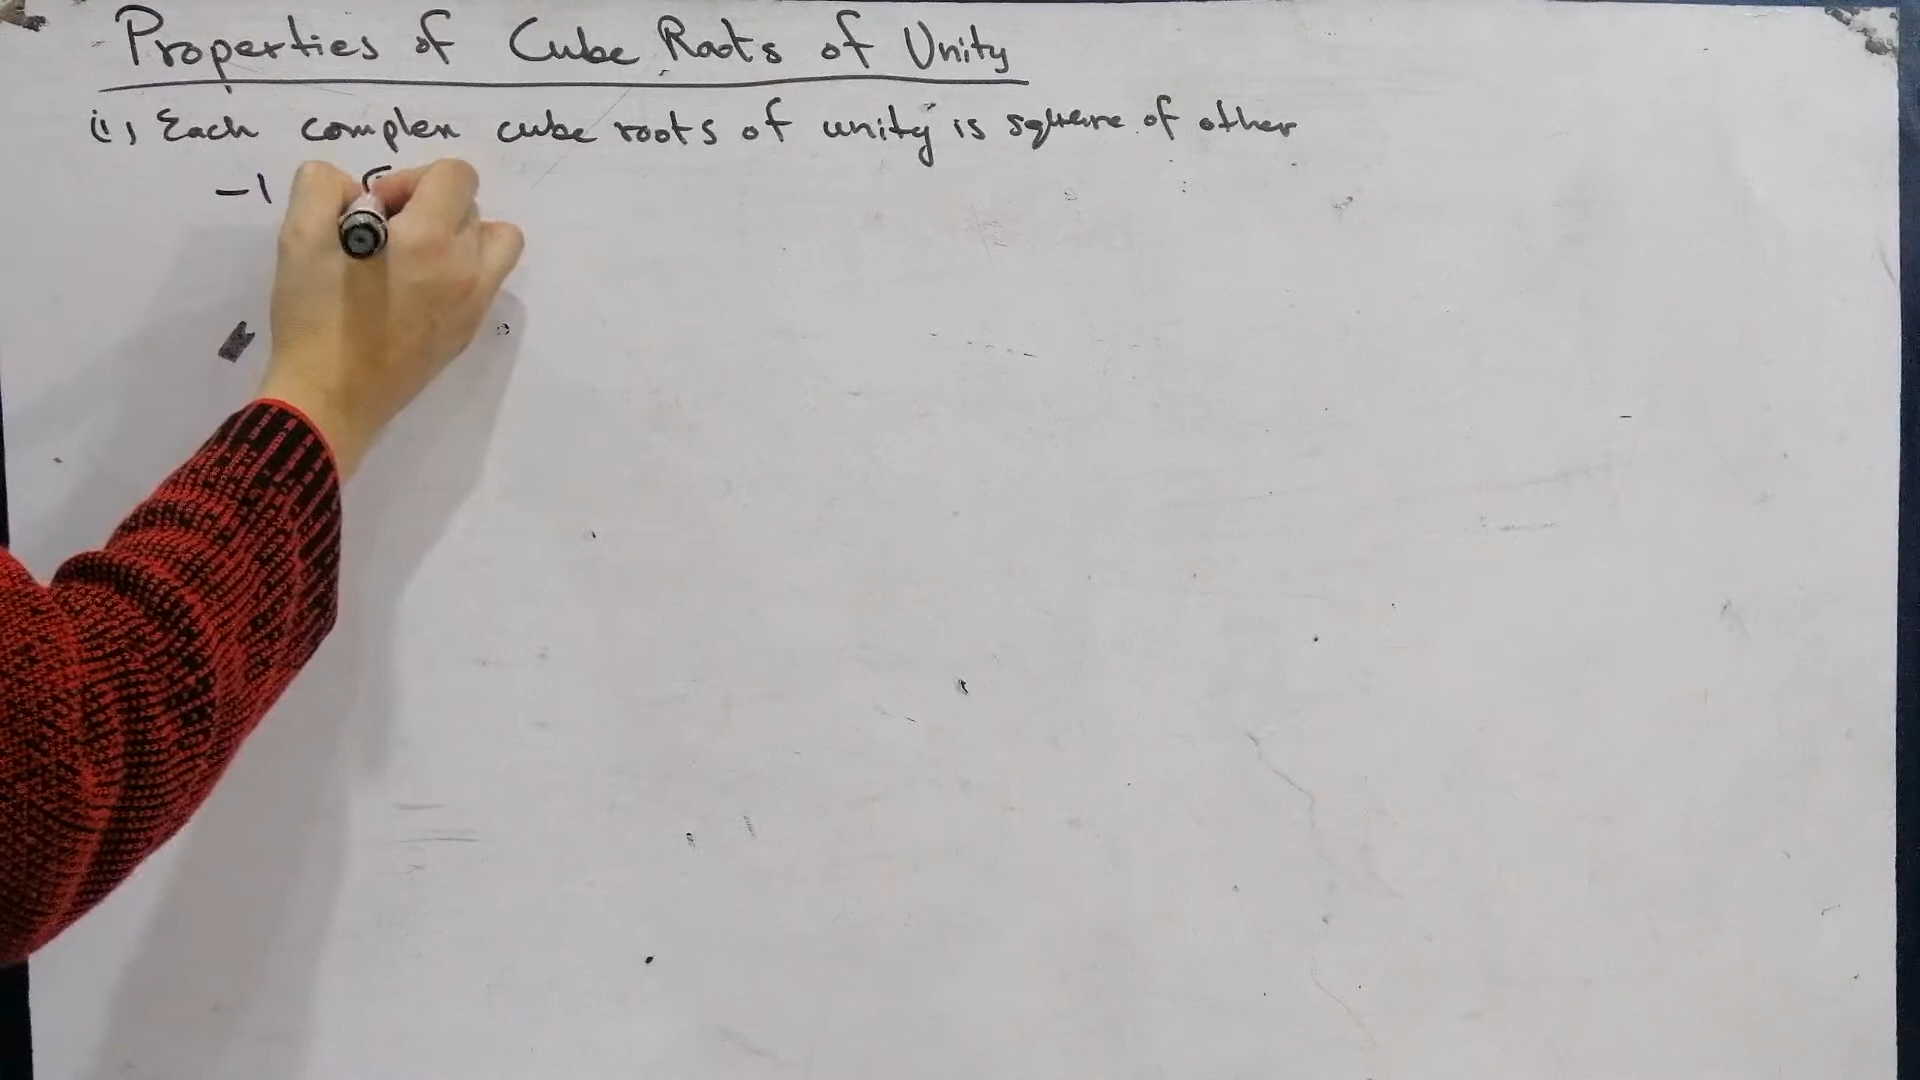 Properties of Cube Roots of Unity
(i) Each complex cube roots of unity is square of other
-1